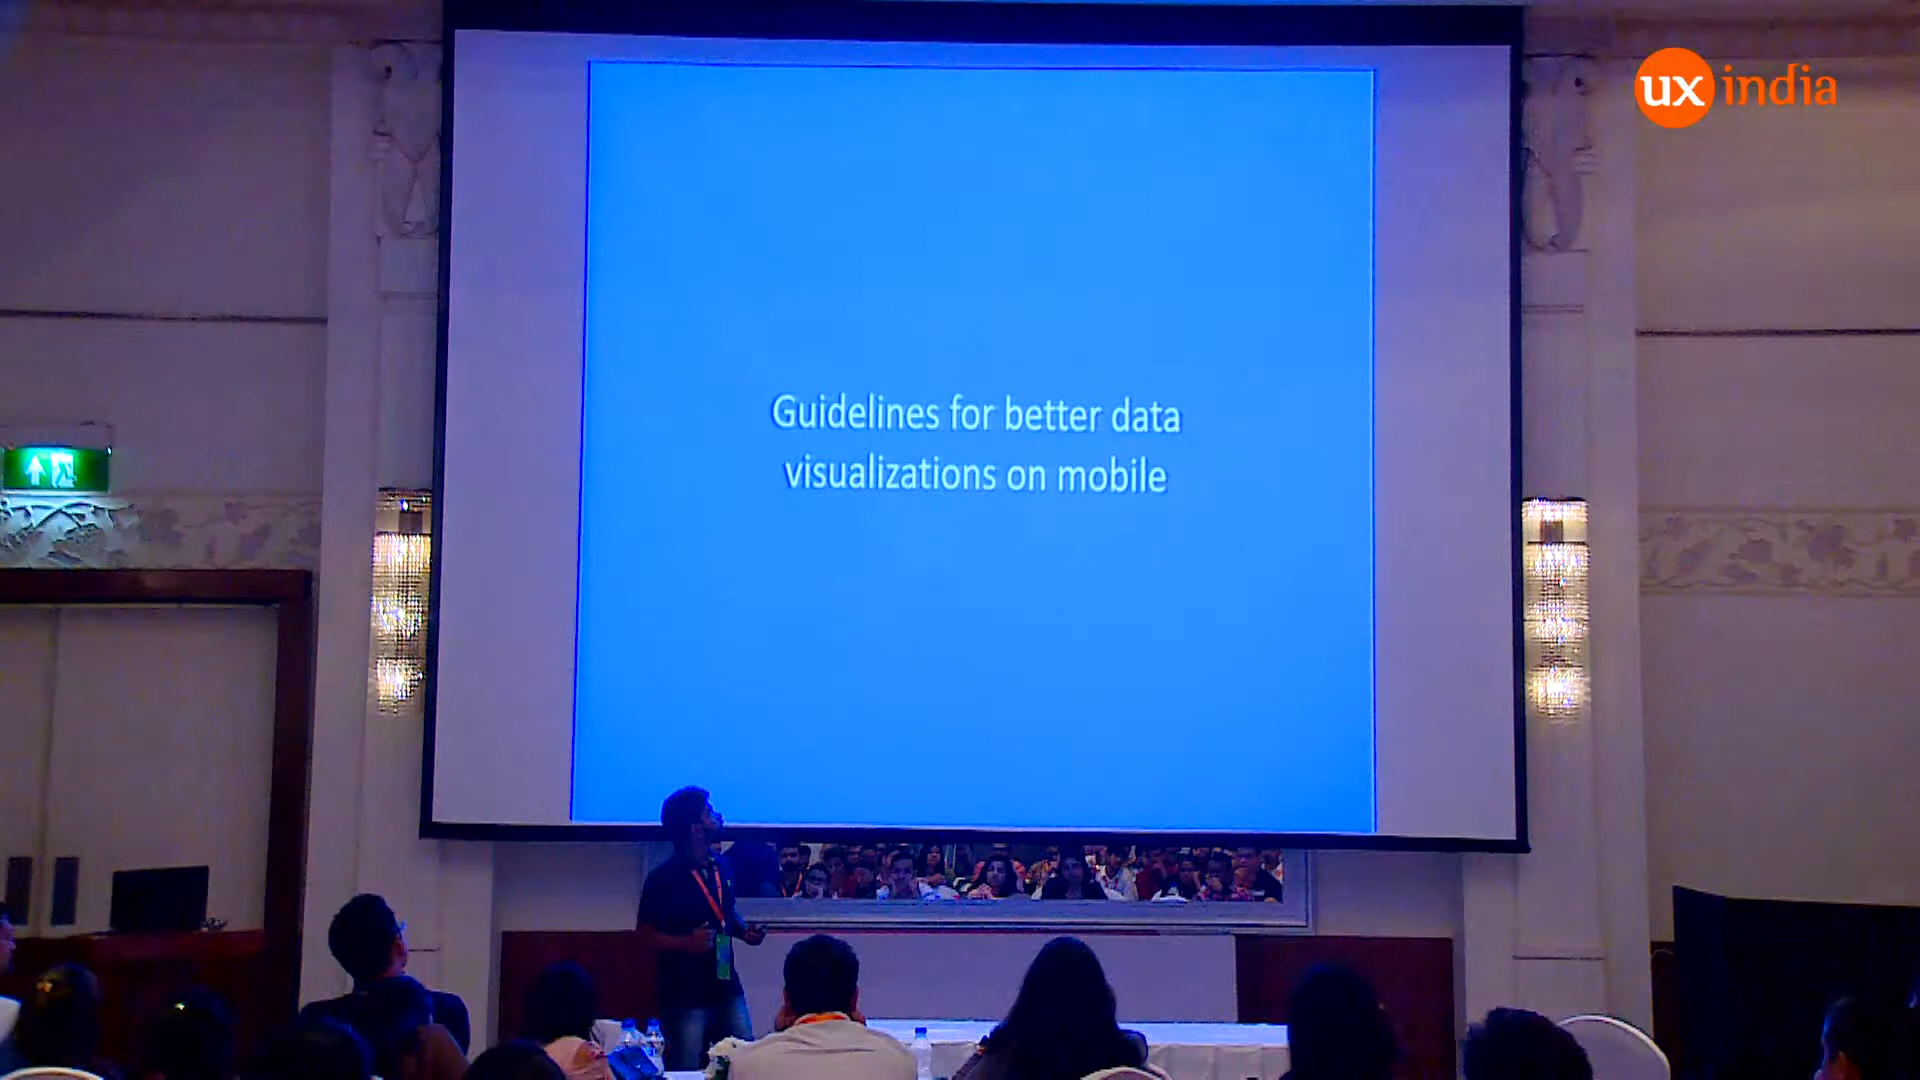 ux india
Guidelines for better data
visualizations on mobile